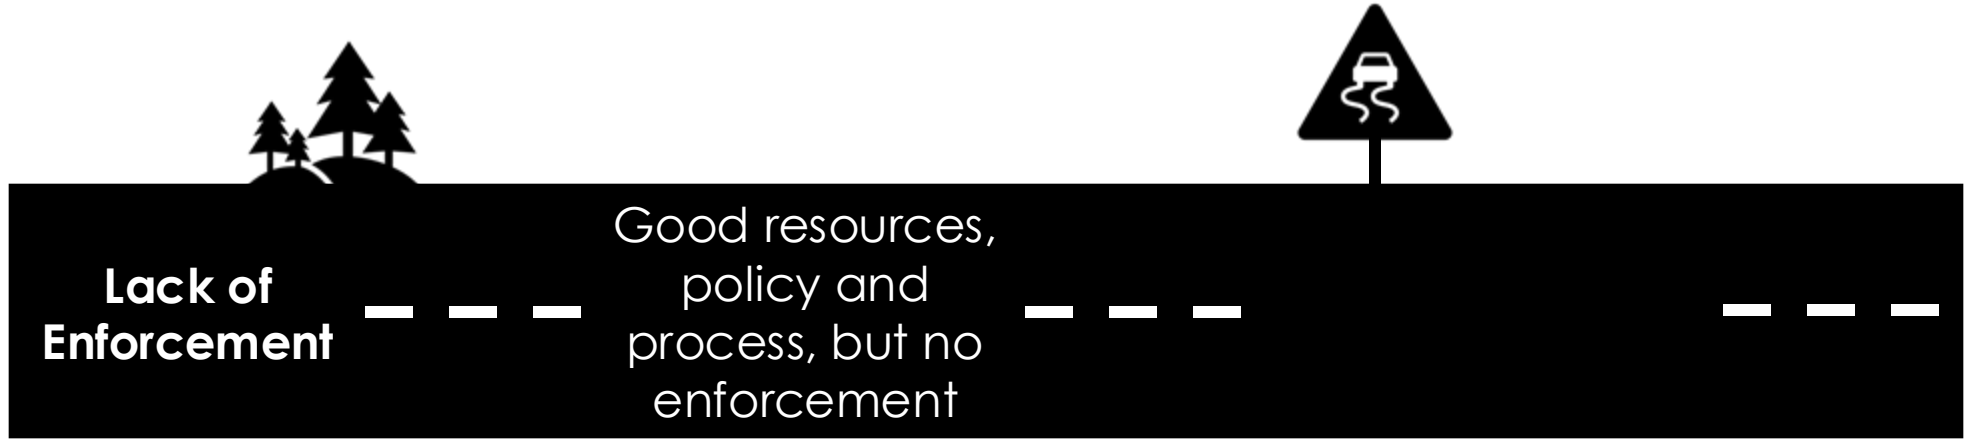 Lack of
Enforcement
Good resources,
policy and
process, but no
enforcement